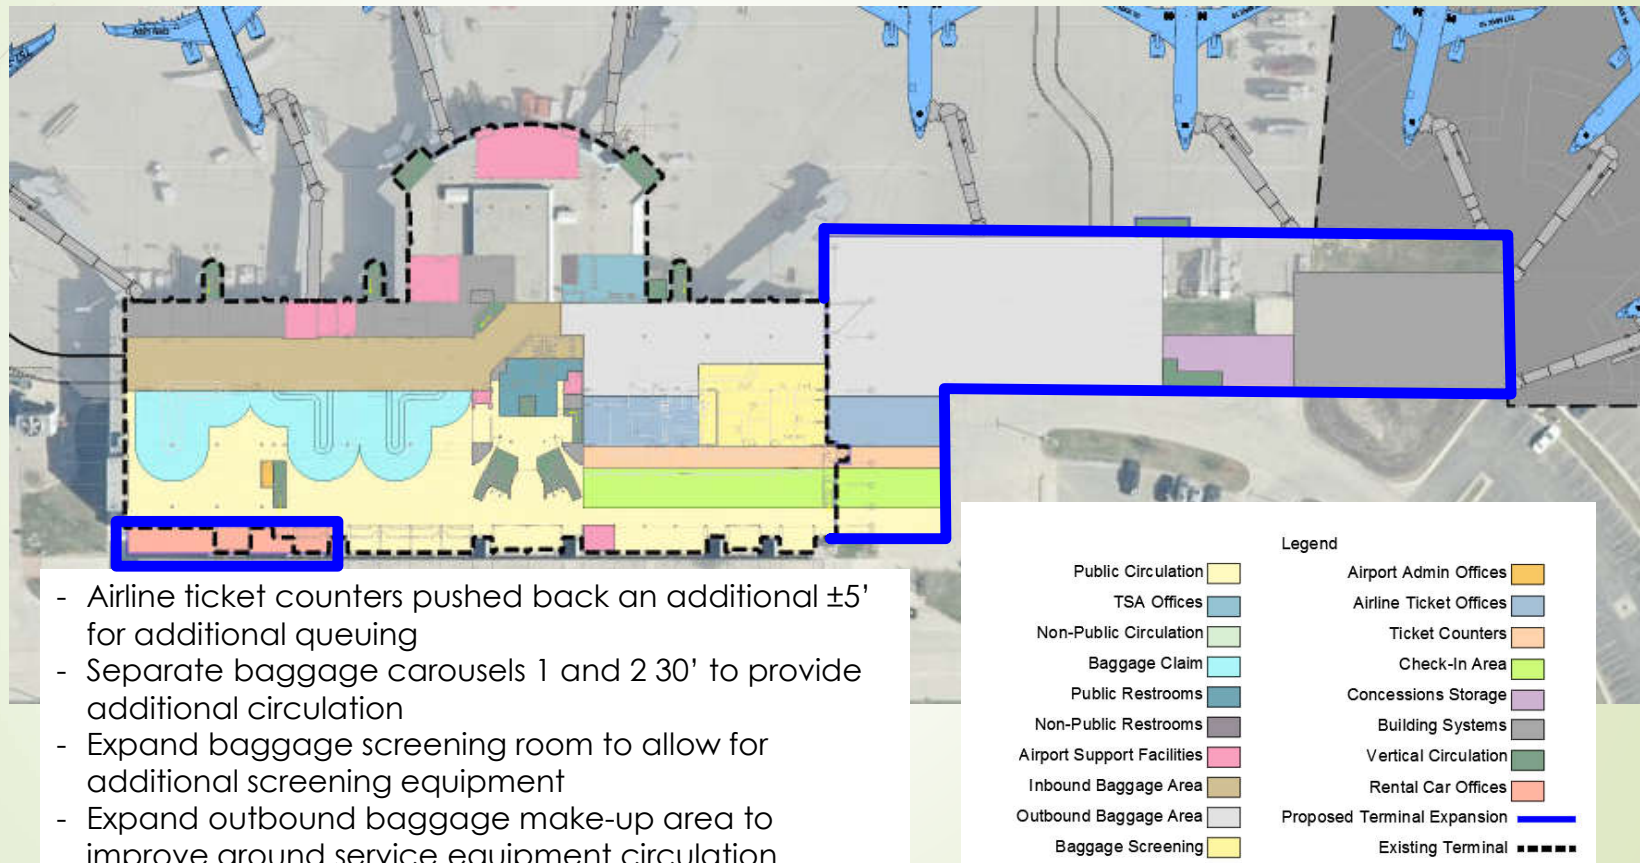 - Airline ticket counters pushed back an additional ±5’
for additional queuing
- Separate baggage carousels 1 and 2 30’ to provide
additional circulation
- Expand baggage screening room to allow for
additional screening equipment
- Expand outbound baggage make-up area to
improve ground service equipment circulation
Legend
Public Circulation
TSA Offices
Non-Public Circulation
Baggage Claim
Public Restrooms
Non-Public Restrooms
Airport Support Facilities
Inbound Baggage Area
Outbound Baggage Area
Baggage Screening
Airport Admin Offices
Airline Ticket Offices
Ticket Counters
Check-In Area
Concessions Storage
Building Systems
Vertical Circulation
Rental Car Offices
Proposed Terminal Expansion
Existing Terminal